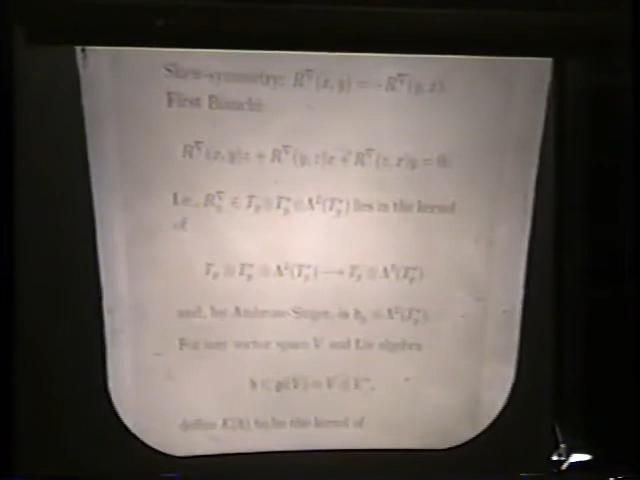 Skew-symmetry: R^∇(x, y) = -R^∇(y, x).
First Bianchi:
R^∇(x, y)z + R^∇(y, z)x + R^∇(z, x)y = 0.
I.e., R_p^∇ ∈ T_p ⊗ T_p^* ⊗ Λ²(T_p^*) lies in the kernel
of
T_p ⊗ T_p^* ⊗ Λ²(T_p^*) ⟶ T_p ⊗ Λ³(T_p^*)
and, by Ambrose-Singer, in h_p ⊗ Λ²(T_p^*).
For any vector space V and Lie algebra
h ⊂ gl(V) = V ⊗ V^*,
define K(h) to be the kernel of